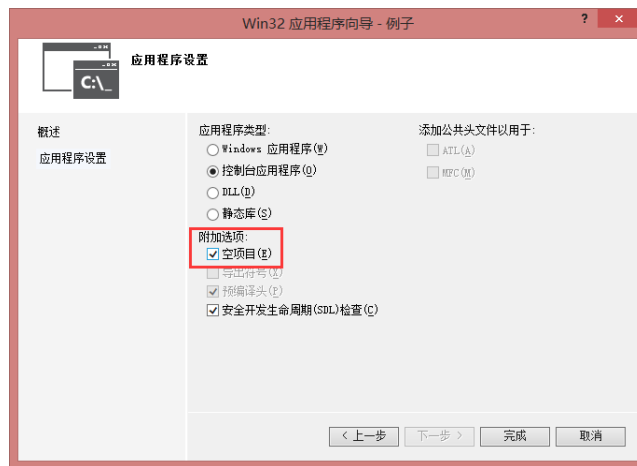 Win32 应用程序向导 - 例子
? ×
C:\_
应用程序设置
概述
应用程序设置
应用程序类型:
Windows 应用程序(W)
控制台应用程序(O)
DLL(D)
静态库(S)
附加选项:
空项目(E)
导出符号(X)
预编译头(P)
安全开发生命周期(SDL)检查(C)
添加公共头文件以用于:
ATL(A)
MFC(M)
< 上一步
下一步 >
完成
取消